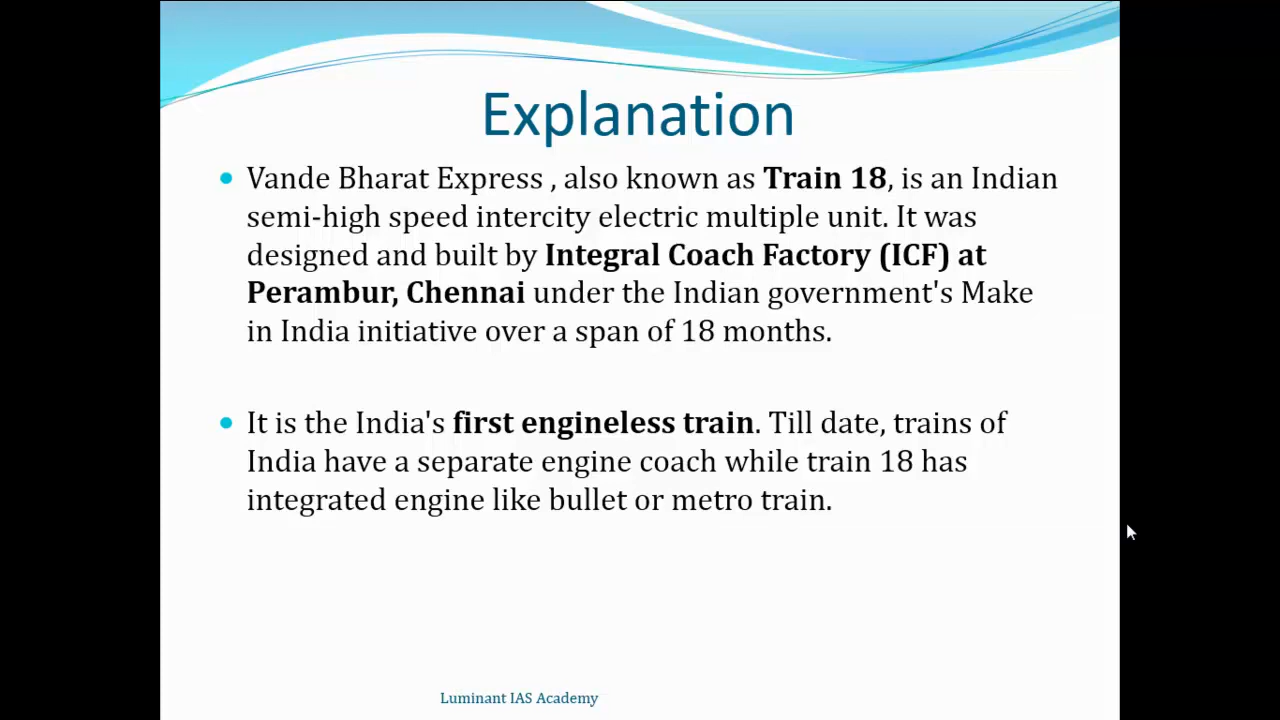 Explanation
Vande Bharat Express , also known as Train 18, is an Indian
semi-high speed intercity electric multiple unit. It was
designed and built by Integral Coach Factory (ICF) at
Perambur, Chennai under the Indian government's Make
in India initiative over a span of 18 months.
It is the India's first engineless train. Till date, trains of
India have a separate engine coach while train 18 has
integrated engine like bullet or metro train.
Luminant IAS Academy